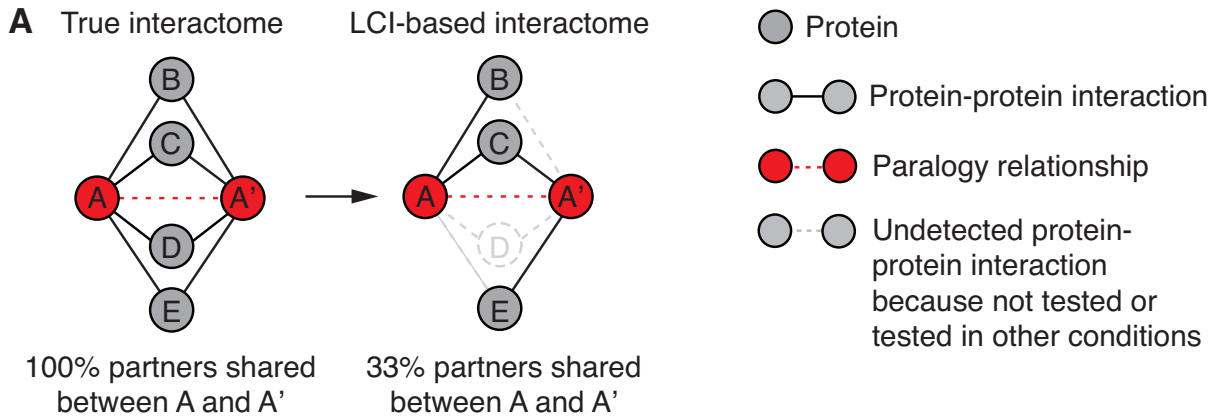 A True interactome LCI-based interactome
B
C
A A'
D
E
100% partners shared
between A and A'
B
C
A A'
D
E
33% partners shared
between A and A'
Protein
Protein-protein interaction
Paralogy relationship
Undetected protein-
protein interaction
because not tested or
tested in other conditions